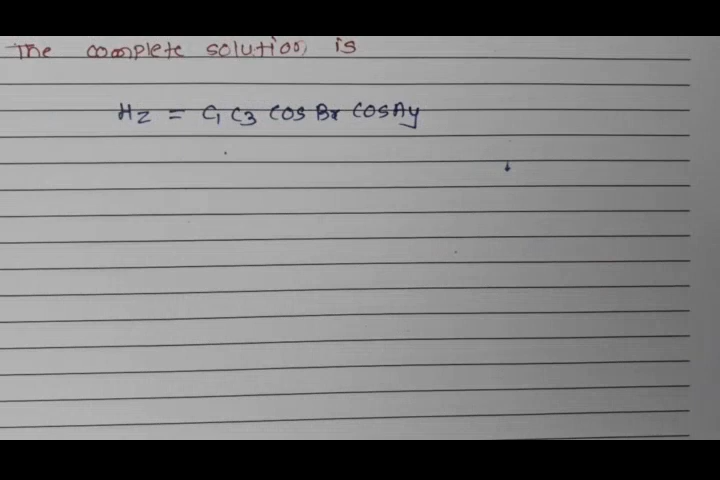 The complete solution is
Hz = C1 C3 cos Bx cos Ay